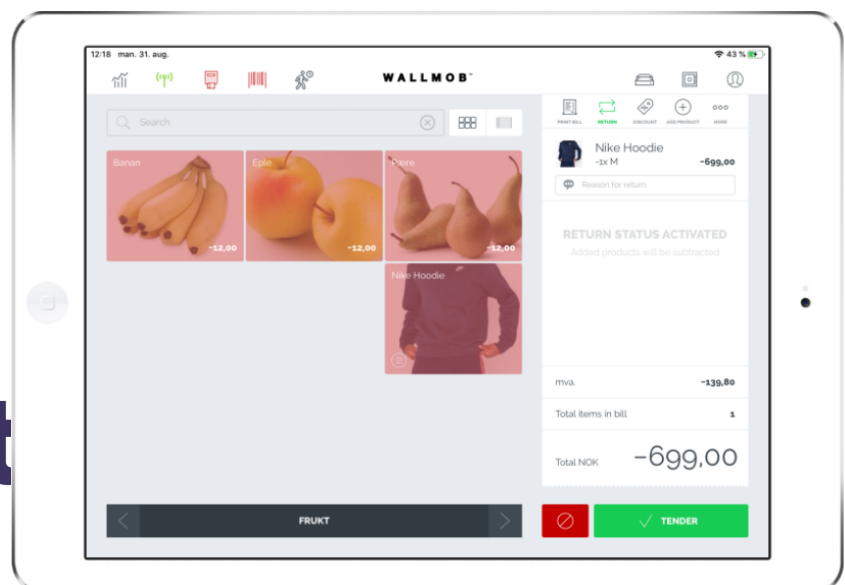 12:18 man. 31. aug.
43 %
WALLMOB
Search
PRINT BILL
RETURN
DISCOUNT
ADD PRODUCT
MORE
Banan
-12,00
Eple
-12,00
Pære
-12,00
Nike Hoodie
Nike Hoodie
-1x M
-699,00
Reason for return
RETURN STATUS ACTIVATED
Added products will be subtracted
mva.
-139,80
Total items in bill
1
Total NOK
-699,00
FRUKT
TENDER
t